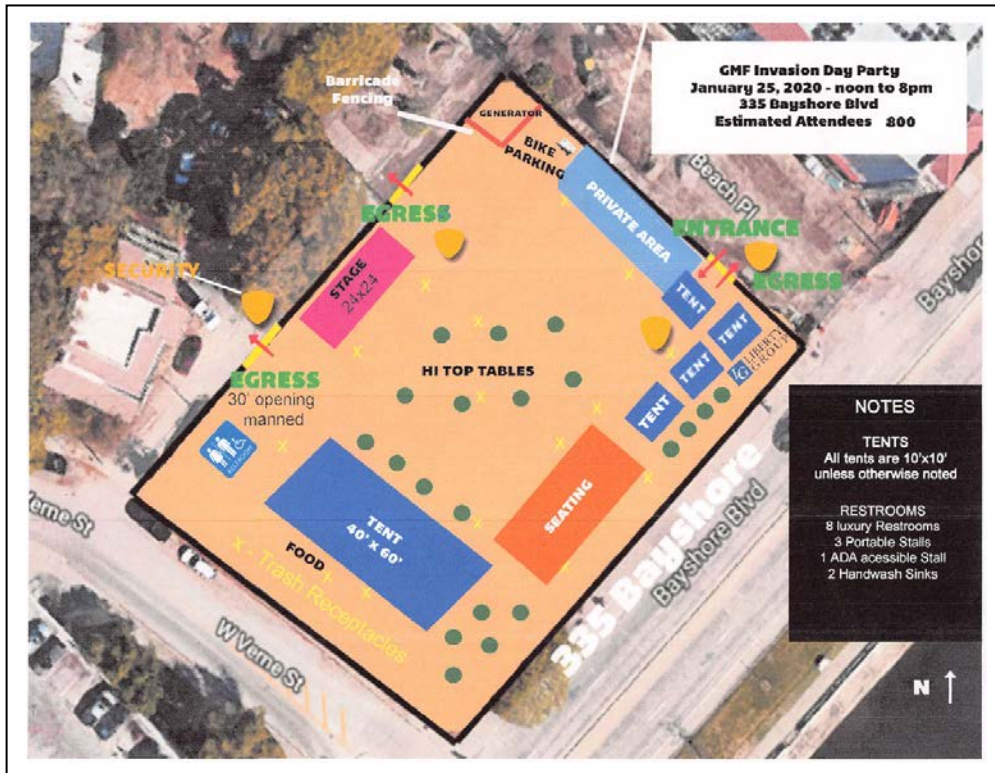 GMF Invasion Day Party
January 25, 2020 - noon to 8pm
335 Bayshore Blvd
Estimated Attendees 800
Barricade
Fencing
GENERATOR
BIKE
PARKING
PRIVATE AREA
Beach Pl
ENTRANCE
EGRESS
EGRESS
SECURITY
STAGE
24x24
TENT
TENT
TENT
TENT
LG LIBERTY
GROUP
Bayshore
HI TOP TABLES
EGRESS
30' opening
manned
RESTROOM
TENT
40' X 60'
SEATING
FOOD
x - Trash Receptacles
335 Bayshore
Bayshore Blvd
Verne St
W Verne St
NOTES
TENTS
All tents are 10'x10'
unless otherwise noted
RESTROOMS
8 luxury Restrooms
3 Portable Stalls
1 ADA acessible Stall
2 Handwash Sinks
N